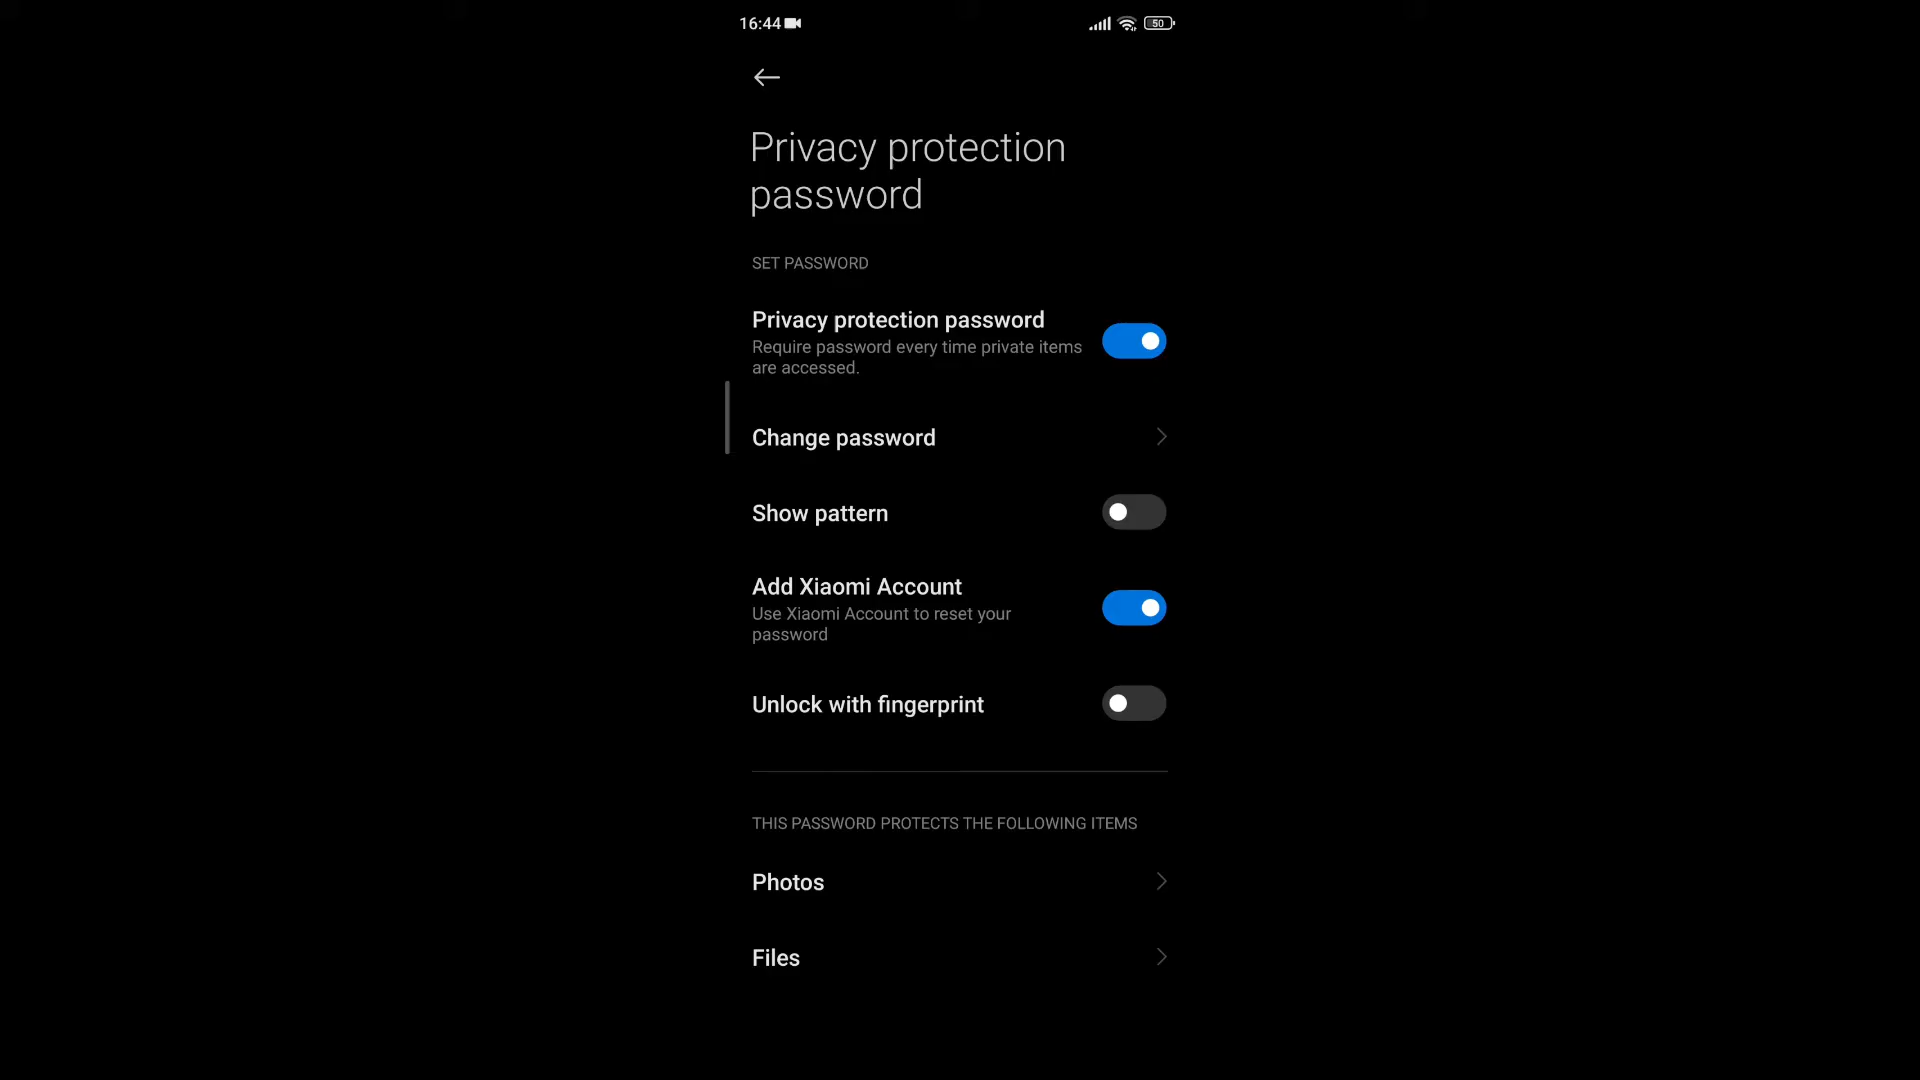 16:44
50
Privacy protection
password
SET PASSWORD
Privacy protection password
Require password every time private items
are accessed.
Change password
Show pattern
Add Xiaomi Account
Use Xiaomi Account to reset your
password
Unlock with fingerprint
THIS PASSWORD PROTECTS THE FOLLOWING ITEMS
Photos
Files